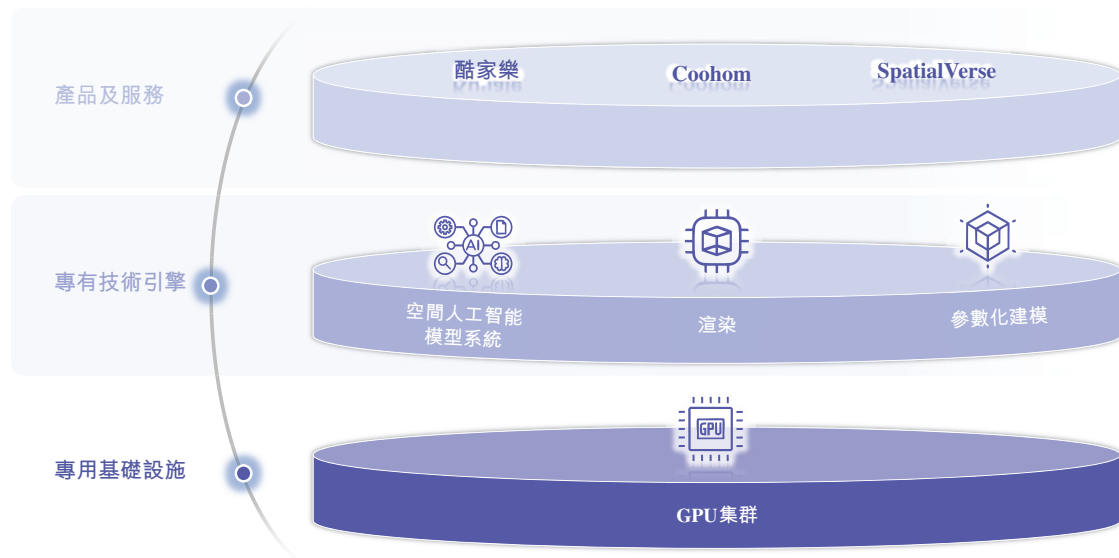 產品及服務
酷家樂
Coohom
SpatialVerse
專有技術引擎
AI
空間人工智能
模型系統
渲染
參數化建模
專用基礎設施
GPU
GPU集群